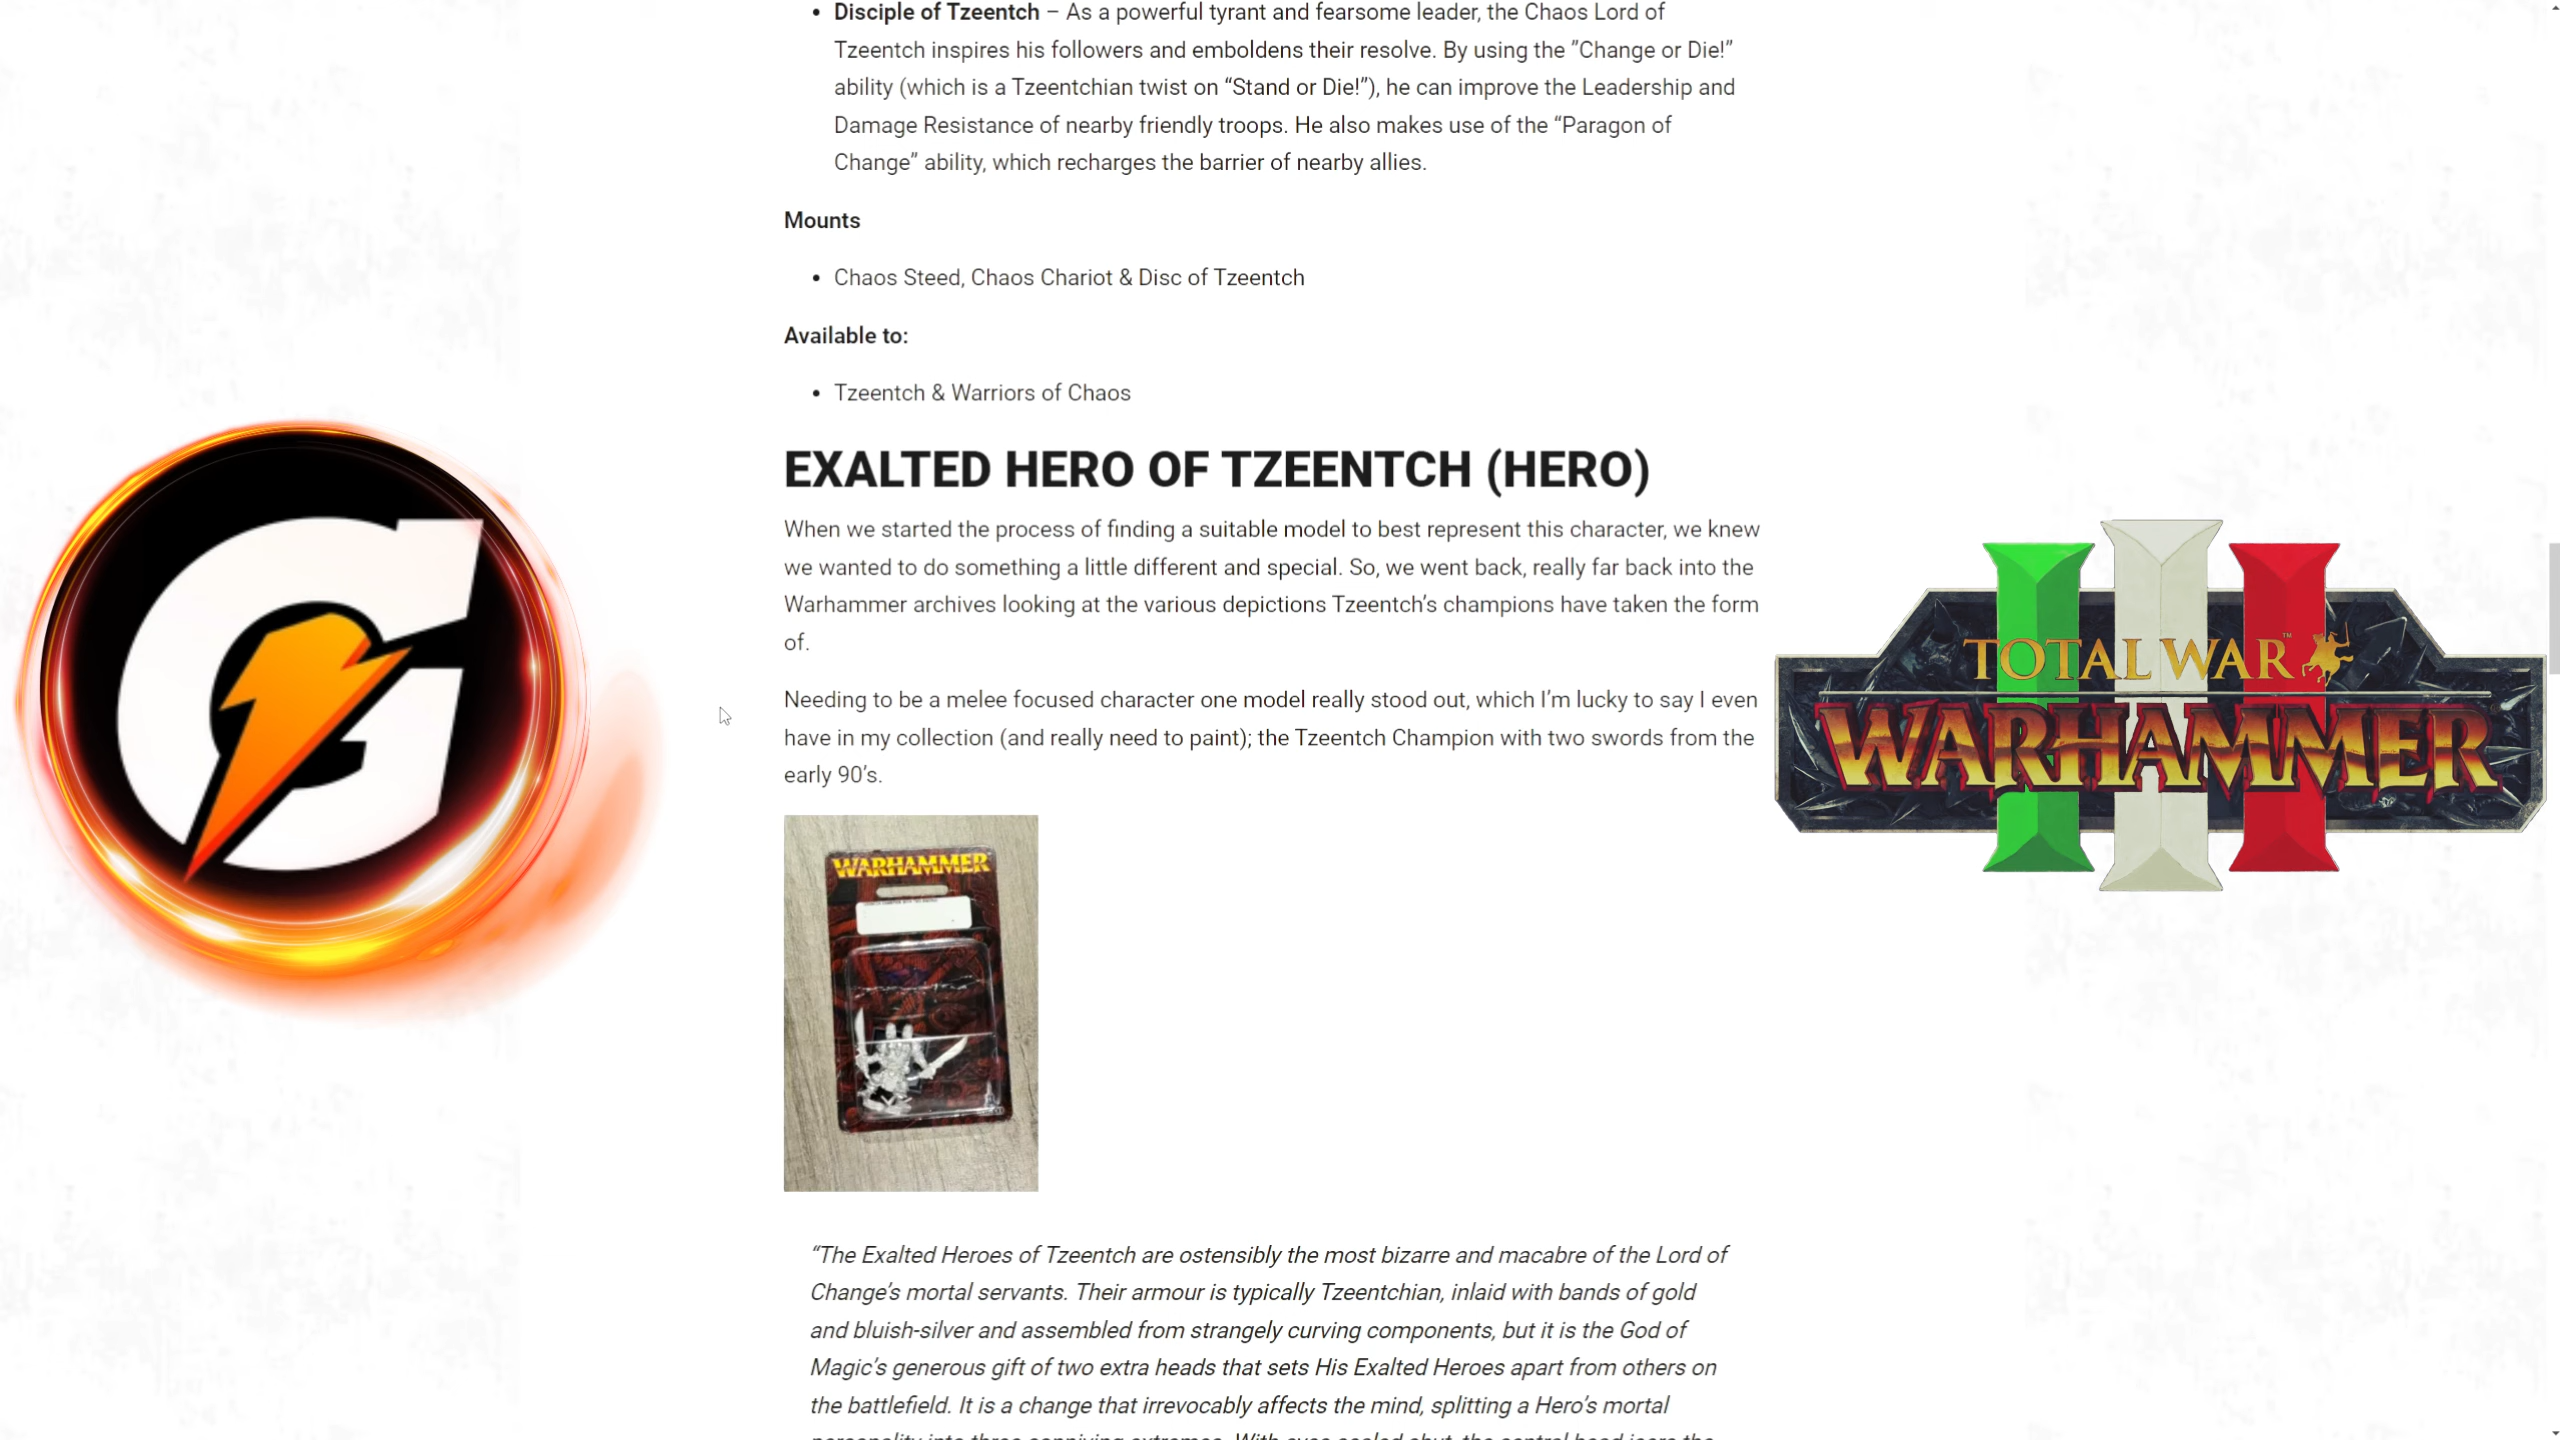 • Disciple of Tzeentch – As a powerful tyrant and fearsome leader, the Chaos Lord of
Tzeentch inspires his followers and emboldens their resolve. By using the ”Change or Die!”
ability (which is a Tzeentchian twist on “Stand or Die!”), he can improve the Leadership and
Damage Resistance of nearby friendly troops. He also makes use of the “Paragon of
Change” ability, which recharges the barrier of nearby allies.
Mounts
• Chaos Steed, Chaos Chariot & Disc of Tzeentch
Available to:
• Tzeentch & Warriors of Chaos
EXALTED HERO OF TZEENTCH (HERO)
When we started the process of finding a suitable model to best represent this character, we knew
we wanted to do something a little different and special. So, we went back, really far back into the
Warhammer archives looking at the various depictions Tzeentch’s champions have taken the form
of.
Needing to be a melee focused character one model really stood out, which I’m lucky to say I even
have in my collection (and really need to paint); the Tzeentch Champion with two swords from the
early 90’s.
WARHAMMER
“The Exalted Heroes of Tzeentch are ostensibly the most bizarre and macabre of the Lord of
Change’s mortal servants. Their armour is typically Tzeentchian, inlaid with bands of gold
and bluish-silver and assembled from strangely curving components, but it is the God of
Magic’s generous gift of two extra heads that sets His Exalted Heroes apart from others on
the battlefield. It is a change that irrevocably affects the mind, splitting a Hero’s mortal
G
TOTAL WAR™
WARHAMMER
III